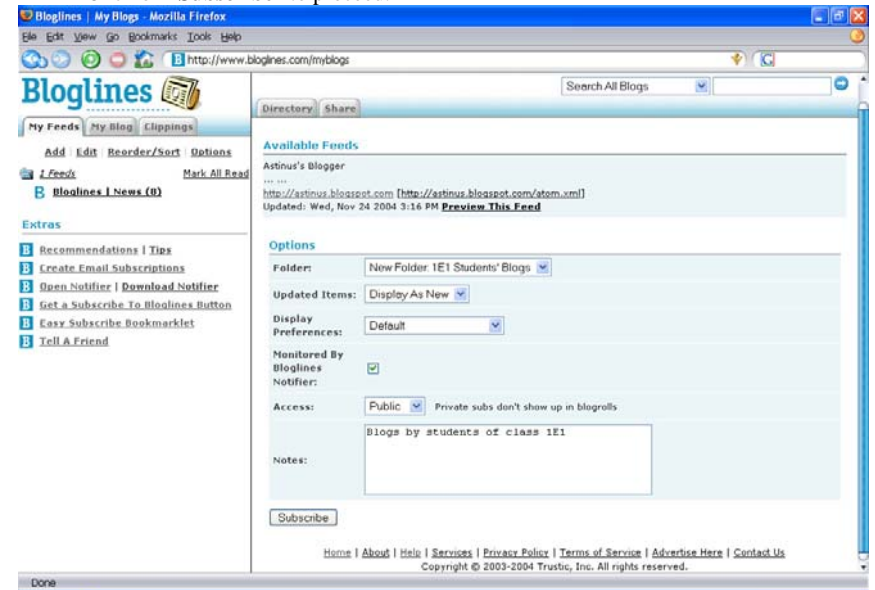 Bloglines | My Blogs - Mozilla Firefox
File Edit View Go Bookmarks Tools Help
http://www.bloglines.com/myblogs
Bloglines
Search All Blogs
Directory Share
My Feeds My Blog Clippings
Add Edit Reorder/Sort Options
1 Feeds Mark All Read
Bloglines | News (8)
Extras
Recommendations | Tips
Create Email Subscriptions
Open Notifier | Download Notifier
Get a Subscribe To Bloglines Button
Easy Subscribe Bookmarklet
Tell A Friend
Available Feeds
Astinus's Blogger
... ...
http://astinus.blogspot.com [http://astinus.blogspot.com/atom.xml]
Updated: Wed, Nov 24 2004 3:16 PM Preview This Feed
Options
Folder: New Folder: 1E1 Students' Blogs
Updated Items: Display As New
Display Preferences: Default
Monitored By
Bloglines
Notifier:
Access: Public Private subs don't show up in blogrolls
Notes: Blogs by students of class 1E1
Subscribe
Home | About | Help | Services | Privacy Policy | Terms of Service | Advertise Here | Contact Us
Copyright © 2003-2004 Trustic, Inc. All rights reserved.
Done